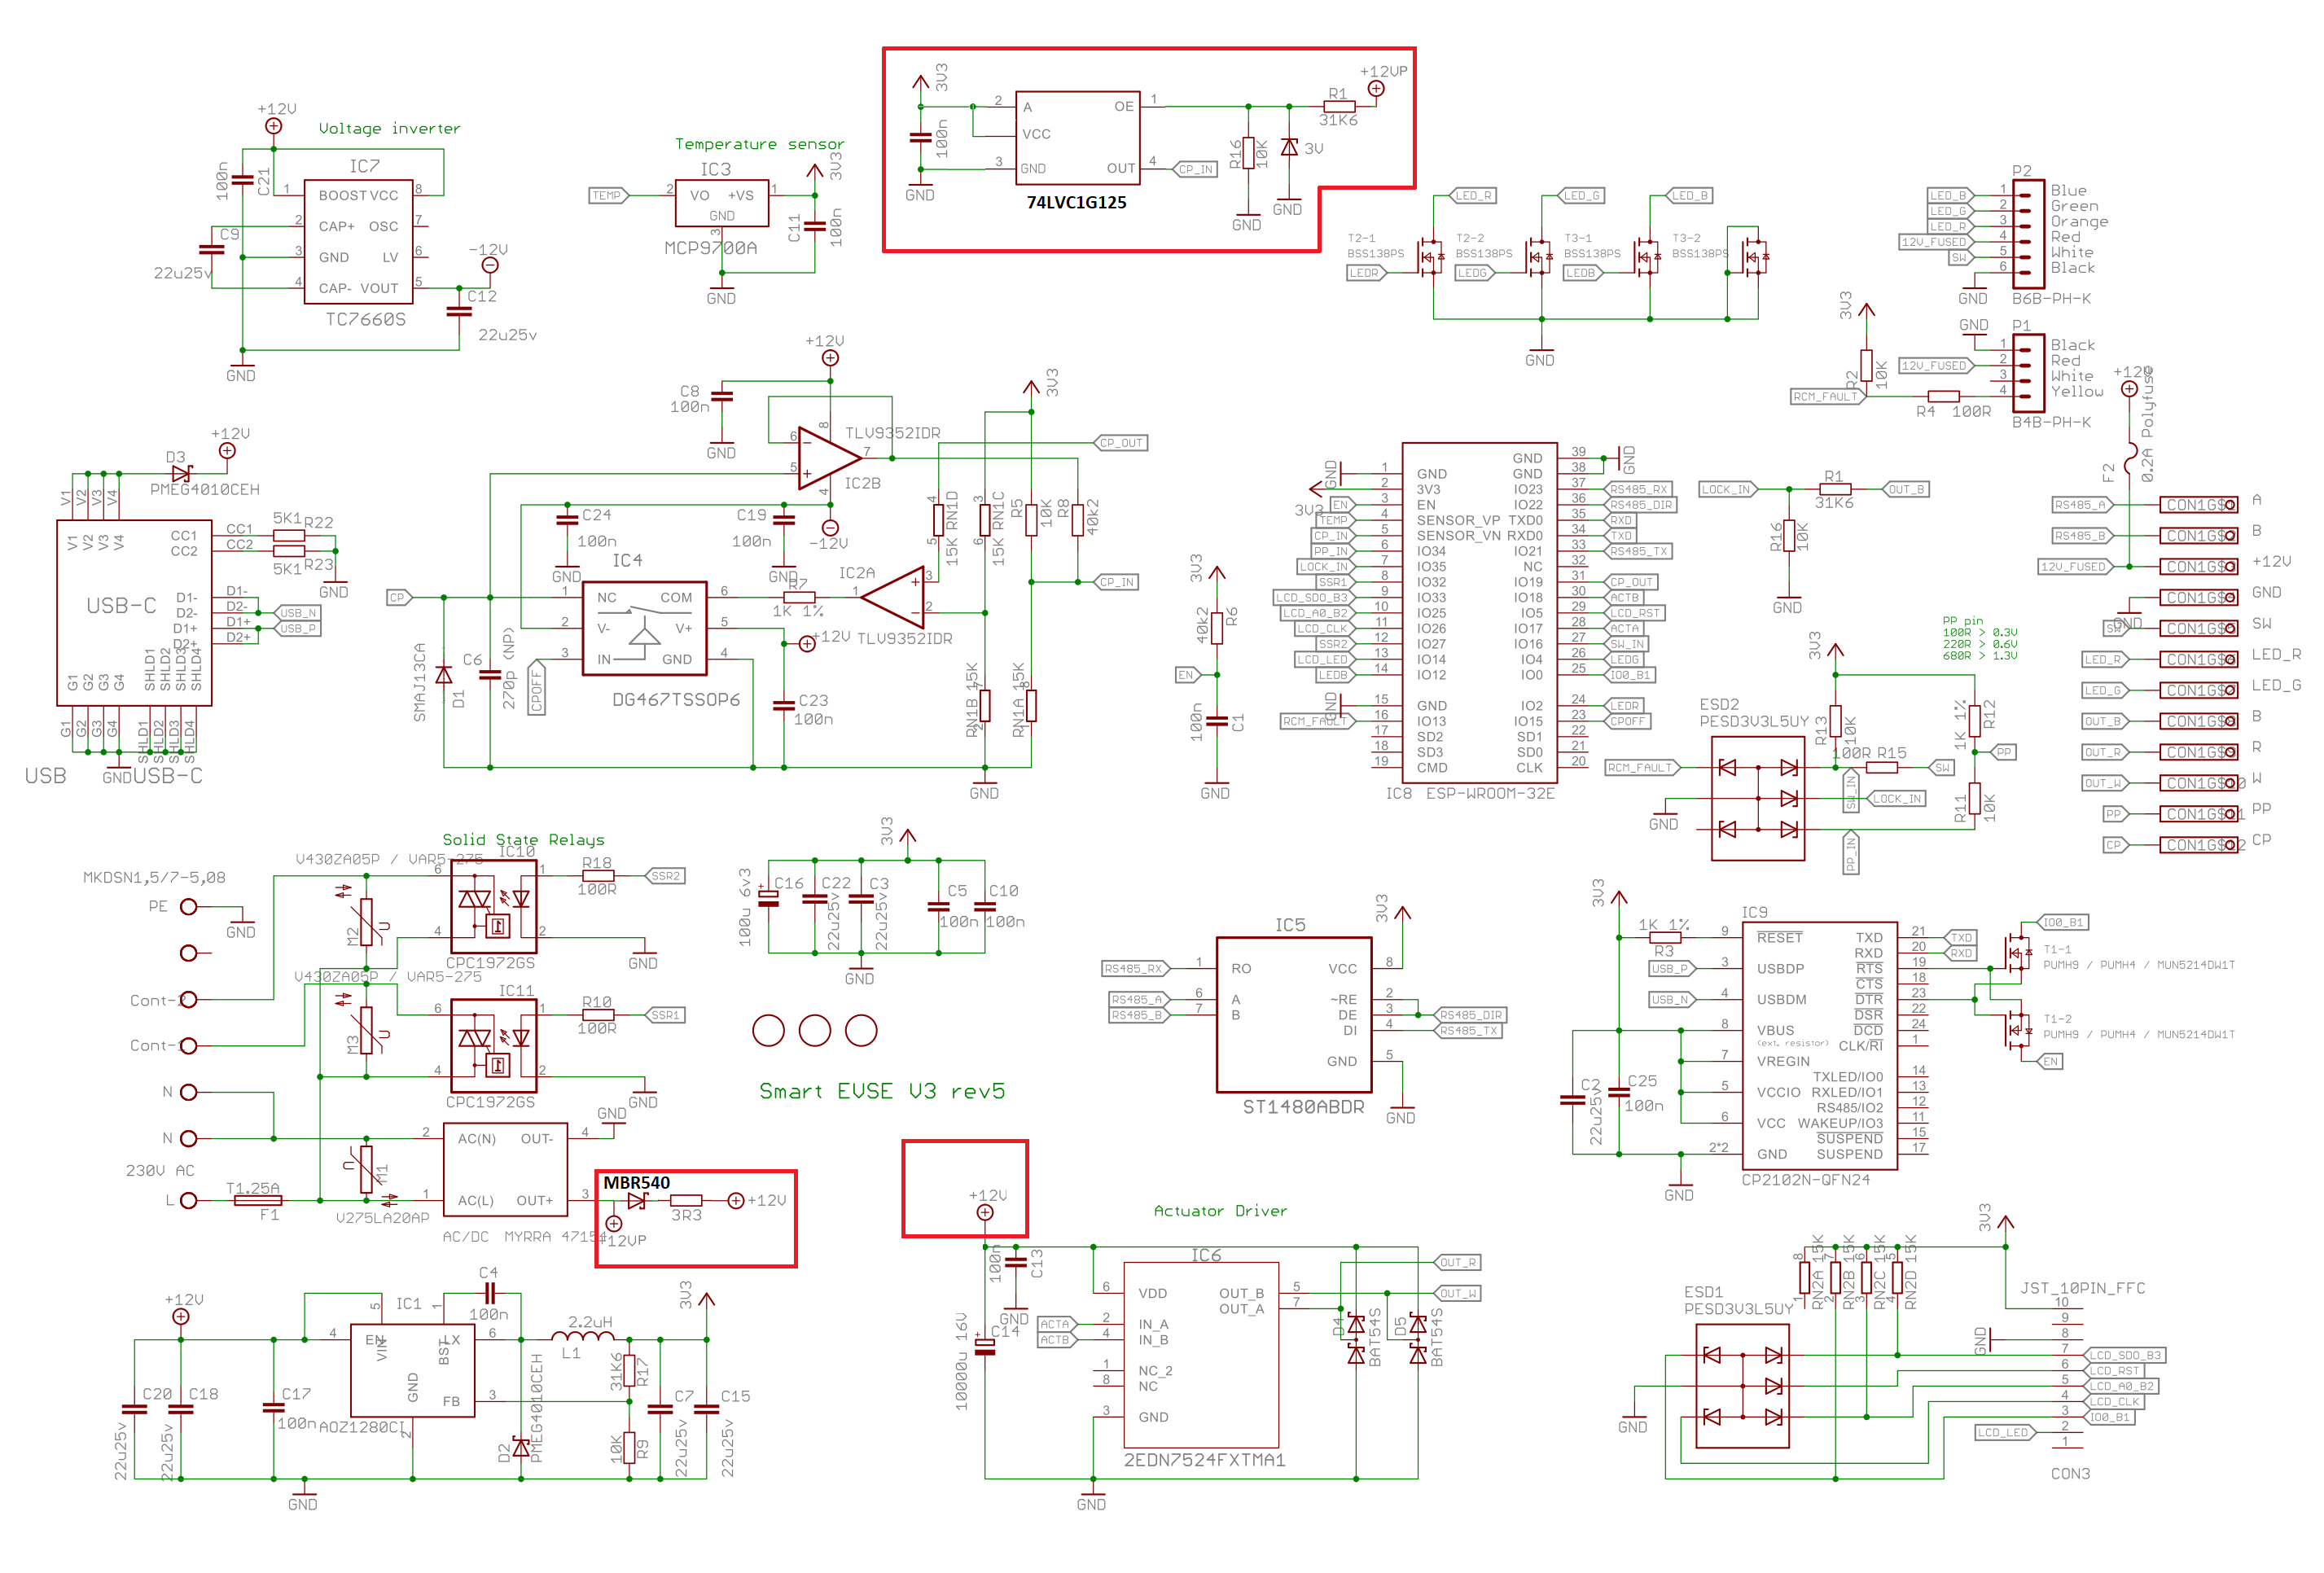 +12V
Voltage inverter
100n
C21
IC7
1 BOOST VCC 8
2 CAP+ OSC 7
3 GND LV 6
4 CAP- VOUT 5
C9
22u25v
TC7660S
-12V
C12
22u25v
GND
Temperature sensor
IC3
TEMP
2 VO +VS 1
GND
3
MCP9700A
3V3
C11
100n
GND
3V3
100n
GND
2 A OE 1
VCC
3 GND OUT 4
74LVC1G125
CP_IN
R16
10K
3V
R1
31K6
+12VP
GND
GND
LED_R
LED_G
LED_B
T2-1
BSS138PS
T2-2
BSS138PS
T3-1
BSS138PS
T3-2
BSS138PS
LEDR
LEDG
LEDB
GND
P2
LED_B 1 Blue
LED_G 2 Green
LED_R 3 Orange
12V_FUSED 4 Red
SW 5 White
6 Black
GND
B6B-PH-K
P1
GND
1 Black
12V_FUSED 2 Red
3 White
4 Yellow
B4B-PH-K
3V3
R2
10K
RCM_FAULT
R4 100R
+12V
F2
0.2A Polyfuse
+12V
D3
PMEG4010CEH
V1
V2
V3
V4
V1
V2
V3
V4
USB-C
CC1 CC1
CC2 CC2
5K1 R22
5K1
R23
GND
D1- D1-
D2- D2-
D1+ D1+
D2+ D2+
USB_N
USB_P
G1
G2
G3
G4
SHLD1
SHLD2
SHLD3
SHLD4
G1
G2
G3
G4
SHLD1
SHLD2
SHLD3
SHLD4
USB
GND
USB-C
+12V
C8
100n
GND
TLV9352IDR
6
5
7
8
4
IC2B
-12V
C24
100n
GND
C19
100n
GND
IC4
1 NC COM 6
2 V- V+ 5
3 IN GND 4
DG467TSSOP6
CP
CPOFF
SMAJ13CA
D1
C6
270p (NP)
R7
1K 1%
+12V
C23
100n
IC2A
1
3
2
TLV9352IDR
3V3
CP_OUT
4
5
15K RN1D
3
6
15K RN1C
R5
10K
R8
40k2
CP_IN
RN1B 15K
7
2
RN1A 15K
8
1
GND
3V3
40k2
R6
EN
100n
C1
GND
GND 1 GND
3V3 2 3V3
EN 3 EN
TEMP 4 SENSOR_VP
CP_IN 5 SENSOR_VN
PP_IN 6 IO34
LOCK_IN 7 IO35
SSR1 8 IO32
LCD_SDO_B3 9 IO33
LCD_A0_B2 10 IO25
LCD_CLK 11 IO26
SSR2 12 IO27
LCD_LED 13 IO14
LEDB 14 IO12
GND 15 GND
RCM_FAULT 16 IO13
17 SD2
18 SD3
19 CMD
GND 39 GND
GND 38
IO23 37 RS485_RX
IO22 36 RS485_DIR
TXD0 35 RXD
RXD0 34 TXD
IO21 33 RS485_TX
NC 32
IO19 31 CP_OUT
IO18 30 ACTB
IO5 29 LCD_RST
IO17 28 ACTA
IO16 27 SW_IN
IO4 26 LEDG
IO0 25 IO0_B1
IO2 24 LEDR
IO15 23 CPOFF
SD1 22
SD0 21
CLK 20
IC8 ESP-WROOM-32E
LOCK_IN
R1
31K6
OUT_B
R16
10K
GND
PP pin
100R > 0.3V
220R > 0.6V
680R > 1.3V
3V3
ESD2
PESD3V3L5UY
RCM_FAULT
GND
R13
10K
1K 1%
R12
PP
100R R15
SW
SW_IN
LOCK_IN
R11
10K
PP_IN
RS485_A A
RS485_B CON1G$2 B
12V_FUSED +12V
GND GND
SW SW
LED_R LED_R
LED_G LED_G
OUT_B B
OUT_R R
OUT_W CON1G$10 W
PP CON1G$11 PP
CP CON1G$12 CP
Solid State Relays
V430ZA05P / VAR5-275
IC10
6
4
1
2
CPC1972GS
R18
100R
SSR2
GND
M2
U
MKDSN1,5/7-5,08
PE
GND
Cont-2
Cont-1
N
N
230V AC
L
T1.25A
F1
V430ZA05P / VAR5-275
IC11
6
4
1
2
CPC1972GS
R10
100R
SSR1
GND
M3
U
M1
U
V275LA20AP
2 AC(N) OUT- 4
1 AC(L) OUT+ 3
GND
AC/DC MYRRA 47154
MBR540
3R3
+12V
+12VP
3V3
C16
100u 6v3
C22
22u25v
C3
22u25v
C5
100n
C10
100n
GND
Smart EVSE V3 rev5
IC5
RS485_RX 1 RO VCC 8
RS485_A 6 A ~RE 2
RS485_B 7 B DE 3 RS485_DIR
DI 4 RS485_TX
GND 5
ST1480ABDR
3V3
GND
3V3
1K 1%
R3
USB_P
USB_N
C2
22u25v
C25
100n
GND
IC9
9 RESET TXD 21 TXD
RXD 20 RXD
3 USBDP RTS 19
CTS 18
4 USBDM DTR 23
DSR 22
8 VBUS DCD 24
(ext. resistor) CLK/RI 1
7 VREGIN
TXLED/IO0 14
5 VCCIO RXLED/IO1 13
RS485/IO2 12
6 VCC WAKEUP/IO3 11
SUSPEND 15
2*2 GND SUSPEND 17
CP2102N-QFN24
IO0_B1
T1-1
PUMH9 / PUMH4 / MUN5214DW1T
T1-2
PUMH9 / PUMH4 / MUN5214DW1T
EN
+12V
IC1
4 EN
VIN 5
BST 1
LX 6
FB 3
GND 2
AOZ1280CI
C4
100n
2.2uH
L1
3V3
C20
22u25v
C18
22u25v
C17
100n
D2
PMEG4010CEH
31K6
R17
10K
R9
C7
22u25v
C15
22u25v
GND
+12V
Actuator Driver
100n
C13
GND
10000u 16V
C14
ACTA
ACTB
IC6
6 VDD OUT_B 5
OUT_A 7
2 IN_A
4 IN_B
1 NC_2
8 NC
3 GND
2EDN7524FXTMA1
OUT_R
OUT_W
D4
BAT54S
D5
BAT54S
GND
3V3
8 1 RN2A 15K
7 2 RN2B 15K
6 3 RN2C 15K
5 4 RN2D 15K
ESD1
PESD3V3L5UY
GND
JST_10PIN_FFC
10
9
GND 8
7 LCD_SDO_B3
6 LCD_RST
5 LCD_A0_B2
4 LCD_CLK
3 IO0_B1
LCD_LED 2
1
CON3